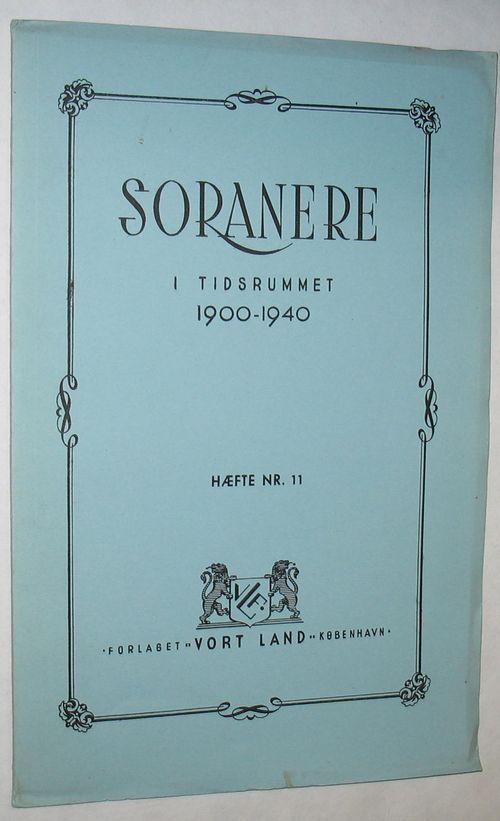 SORANERE
I TIDSRUMMET
1900-1940
HÆFTE NR. 11
·FORLAGET "VORT LAND" KØBENHAVN·